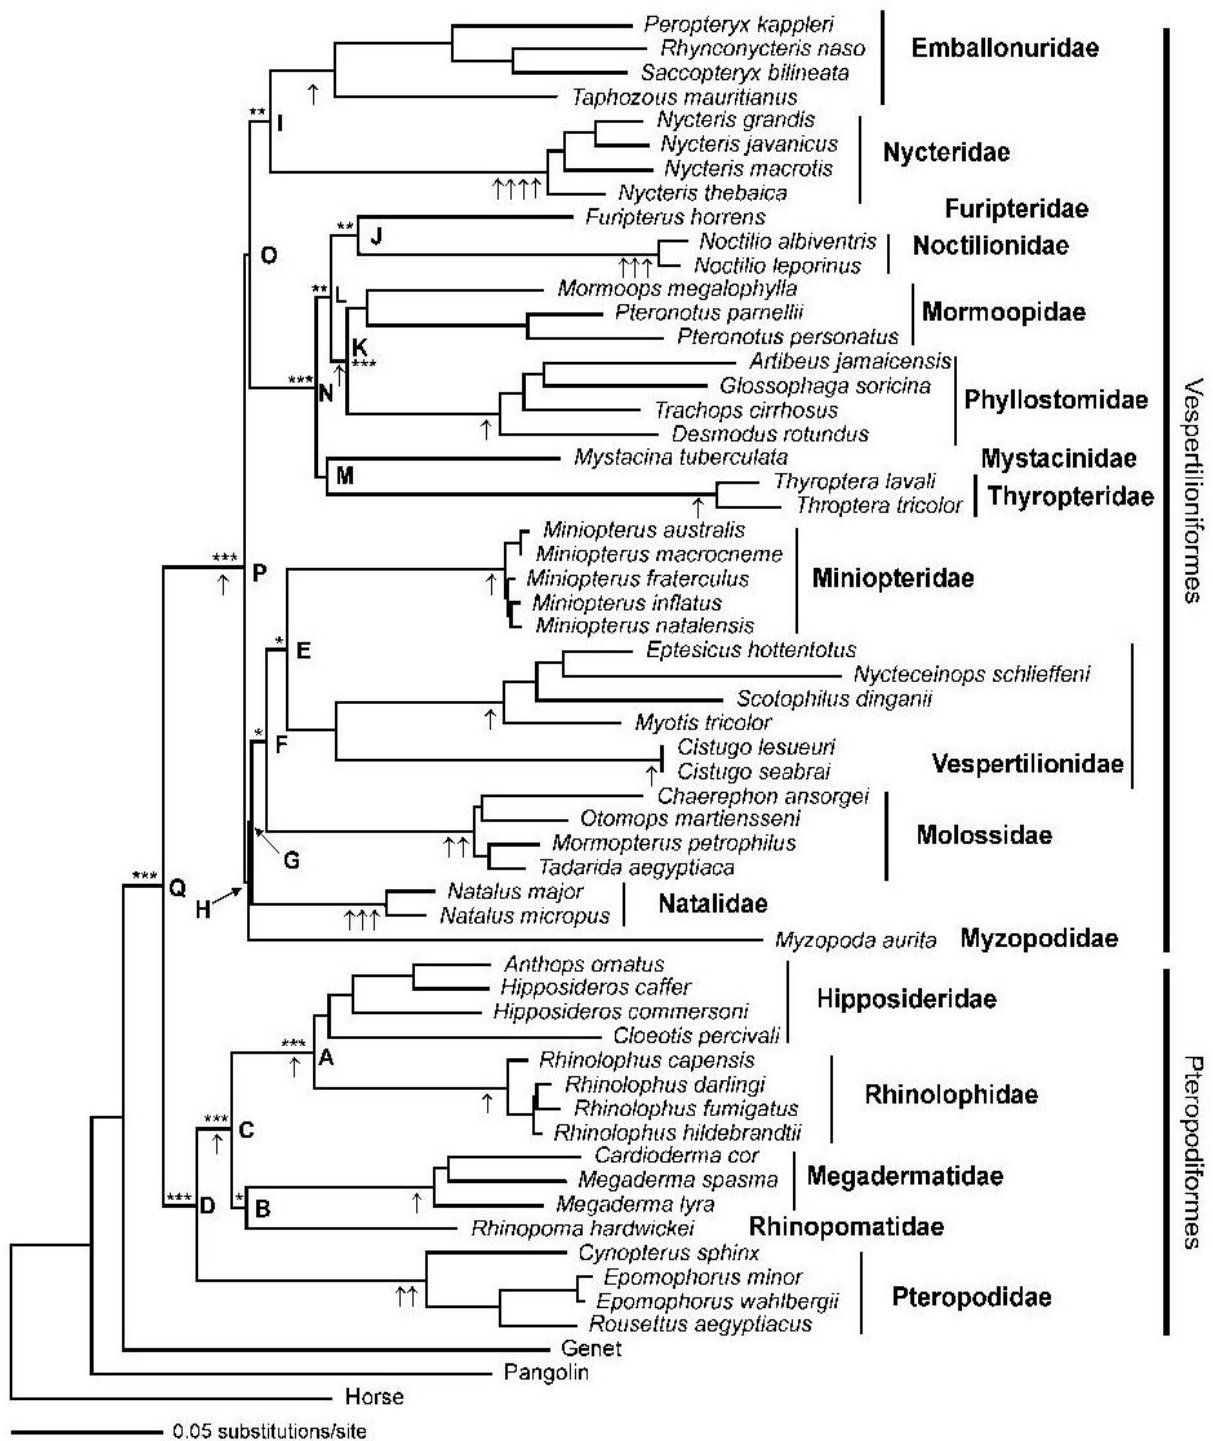 Peropteryx kappleri
Rhynconycteris naso
Emballonuridae
Saccopteryx bilineata
Taphozous mauritianus
**
I
Nycteris grandis
Nycteris javanicus
Nycteridae
Nycteris macrotis
↑↑↑↑
Nycteris thebaica
Furipteridae
Furipterus horrens
**
J
Noctilio albiventris
Noctilionidae
O
↑↑↑
Noctilio leporinus
Mormoops megalophylla
**
L
Pteronotus parnellii
Mormoopidae
Pteronotus personatus
K
***
Artibeus jamaicensis
***
N
Glossophaga soricina
Phyllostomidae
Trachops cirrhosus
Desmodus rotundus
Mystacina tuberculata
Mystacinidae
M
Thyroptera lavali
Thyropteridae
Throptera tricolor
Vespertilioniformes
Miniopterus australis
Miniopterus macrocneme
***
P
Miniopterus fraterculus
Miniopteridae
Miniopterus inflatus
Miniopterus natalensis
*
E
Eptesicus hottentotus
Nycteceinops schlieffeni
Scotophilus dinganii
Myotis tricolor
*
F
Cistugo lesueuri
Vespertilionidae
Cistugo seabrai
Chaerephon ansorgei
Otomops martiensseni
Molossidae
↑↑
Mormopterus petrophilus
G
Tadarida aegyptiaca
***
Q
Natalus major
H
Natalidae
↑↑↑
Natalus micropus
Myzopoda aurita
Myzopodidae
Anthops ornatus
Hipposideros caffer
Hipposideridae
Hipposideros commersoni
Cloeotis percivali
***
A
Rhinolophus capensis
Rhinolophus darlingi
Rhinolophidae
Rhinolophus fumigatus
***
C
Rhinolophus hildebrandtii
Pteropodiformes
Cardioderma cor
Megaderma spasma
Megadermatidae
***
D
*
B
Megaderma lyra
Rhinopoma hardwickei
Rhinopomatidae
Cynopterus sphinx
Epomophorus minor
↑↑
Epomophorus wahlbergii
Pteropodidae
Rousettus aegyptiacus
Genet
Pangolin
Horse
0.05 substitutions/site